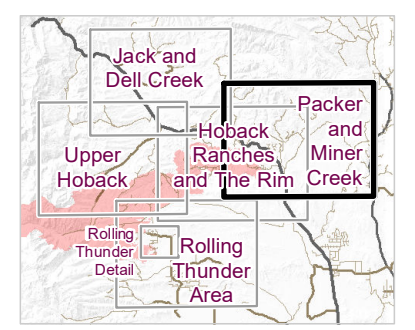 Jack and
Dell Creek
Packer
and
Miner
Creek
Hoback
Ranches
and The Rim
Upper
Hoback
Rolling
Thunder
Detail
Rolling
Thunder
Area